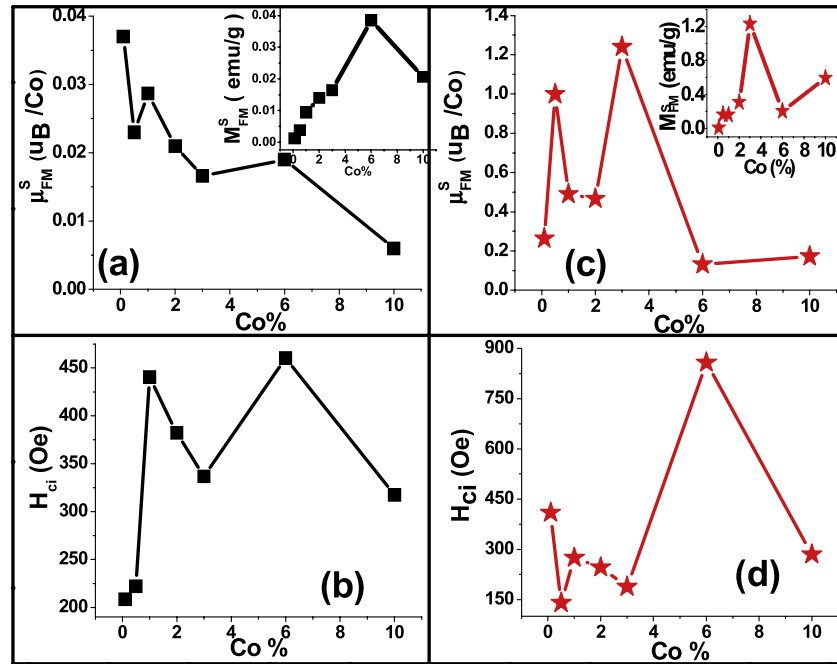 0.04
0.03
0.02
0.01
0.00
μ^S_FM (u_B /Co)
0 2 4 6 8 10
Co%
(a)
0.04
0.03
0.02
0.01
0.00
M^S_FM ( emu/g )
0 2 4 6 8 10
Co%
1.4
1.2
1.0
0.8
0.6
0.4
0.2
0.0
μ^S_FM (u_B /Co)
0 2 4 6 8 10
Co%
(c)
1.2
0.8
0.4
0.0
M^S_FM (emu/g)
0 2 4 6 8 10
Co (%)
450
400
350
300
250
200
H_ci (Oe)
0 2 4 6 8 10
Co %
(b)
900
750
600
450
300
150
H_ci (Oe)
0 2 4 6 8 10
Co %
(d)